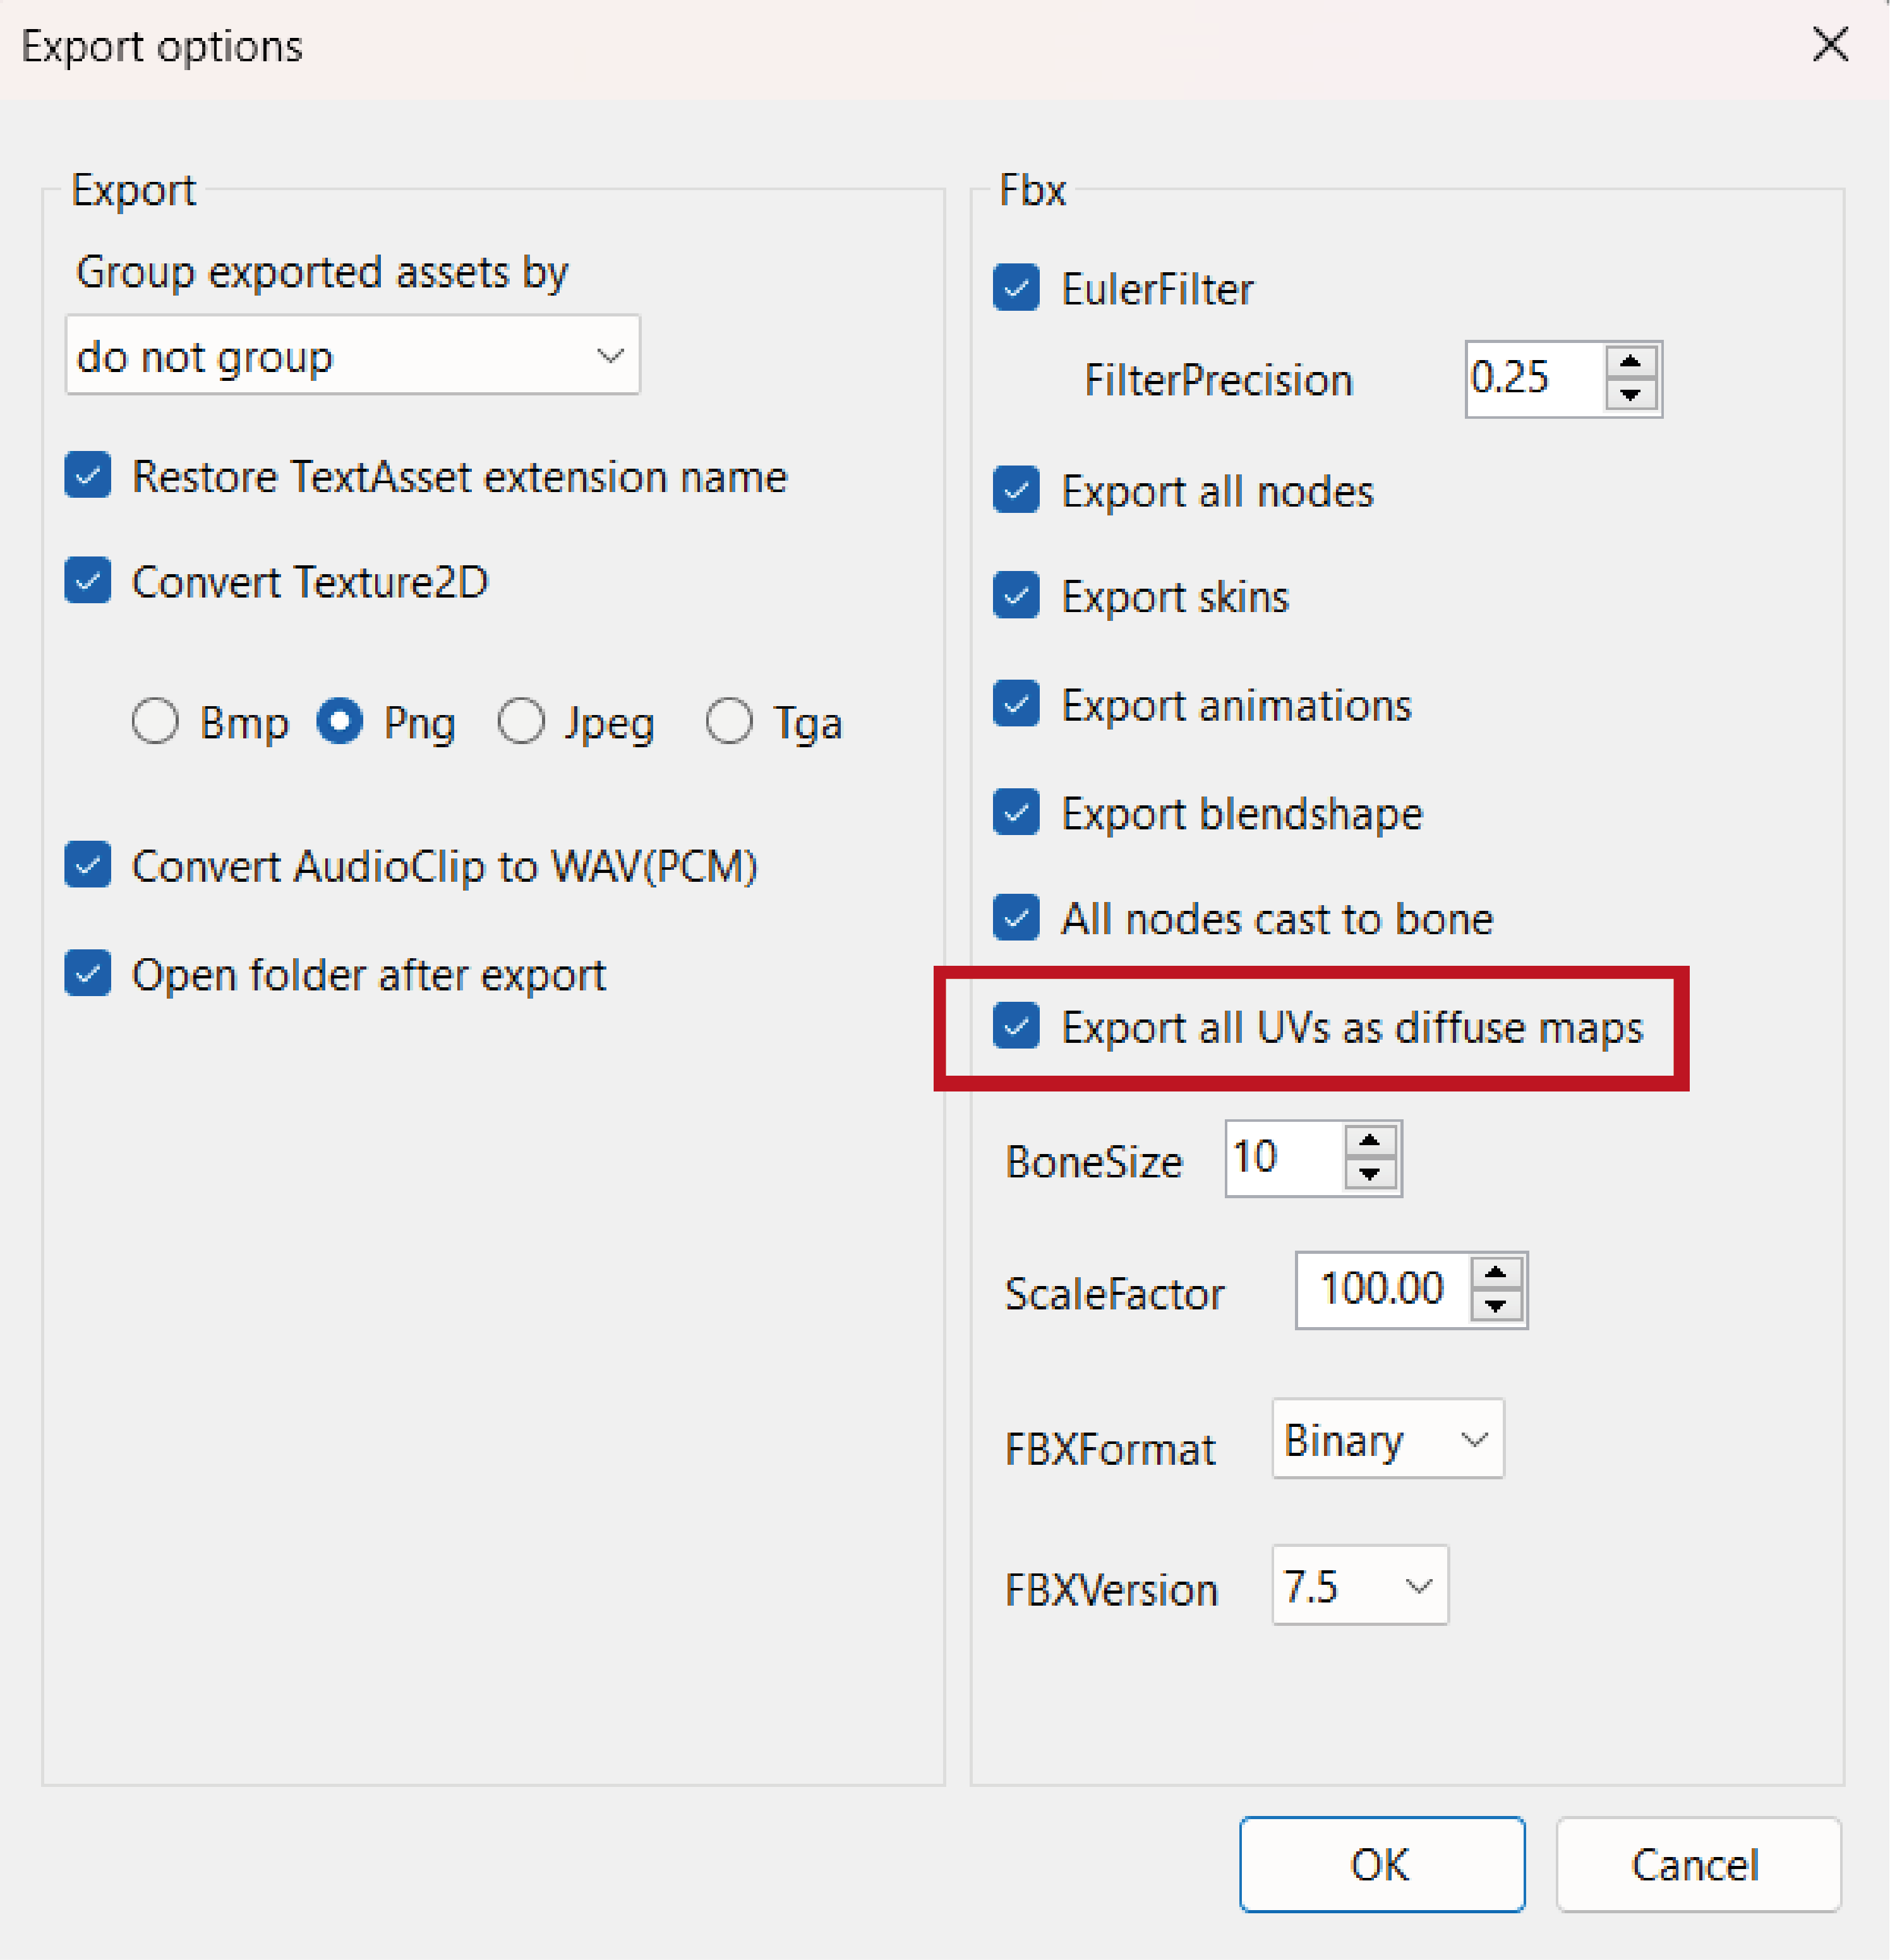 Export options
Export
Group exported assets by
do not group
Restore TextAsset extension name
Convert Texture2D
Bmp Png Jpeg Tga
Convert AudioClip to WAV(PCM)
Open folder after export
Fbx
EulerFilter
FilterPrecision 0.25
Export all nodes
Export skins
Export animations
Export blendshape
All nodes cast to bone
Export all UVs as diffuse maps
BoneSize 10
ScaleFactor 100.00
FBXFormat Binary
FBXVersion 7.5
OK Cancel